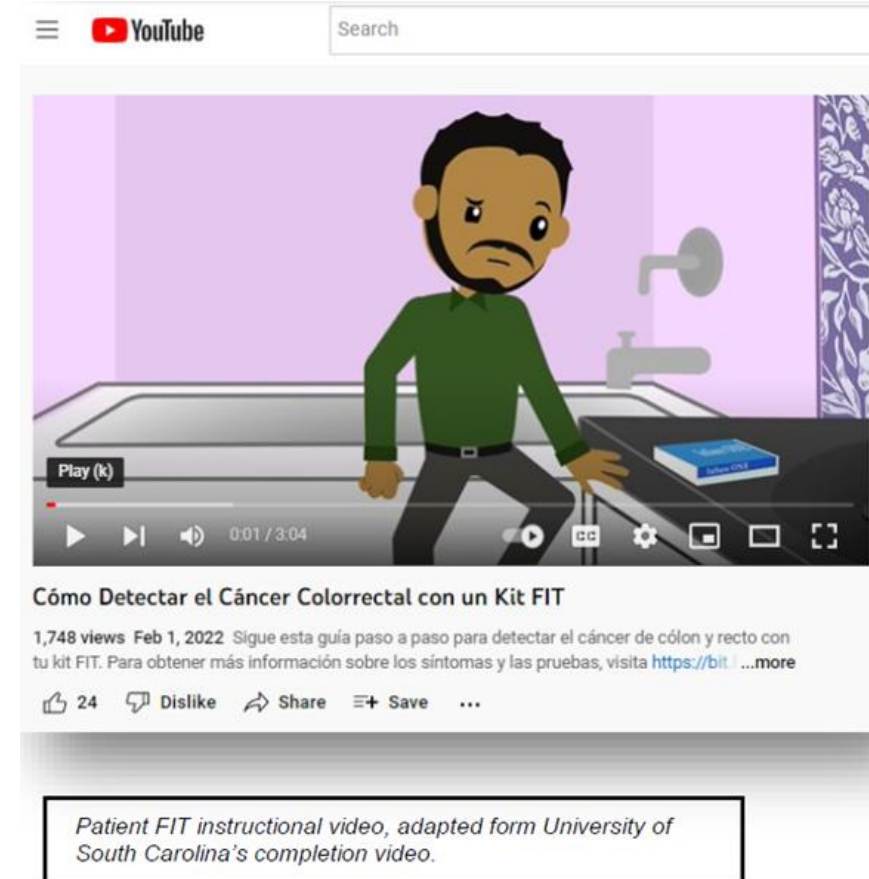 YouTube
Search
Play (k)
0:01 / 3:04
CC
Cómo Detectar el Cáncer Colorrectal con un Kit FIT
1,748 views Feb 1, 2022 Sigue esta guía paso a paso para detectar el cáncer de cólon y recto con
tu kit FIT. Para obtener más información sobre los síntomas y las pruebas, visita https://bit. ...more
24 Dislike Share Save ...
Patient FIT instructional video, adapted form University of
South Carolina's completion video.